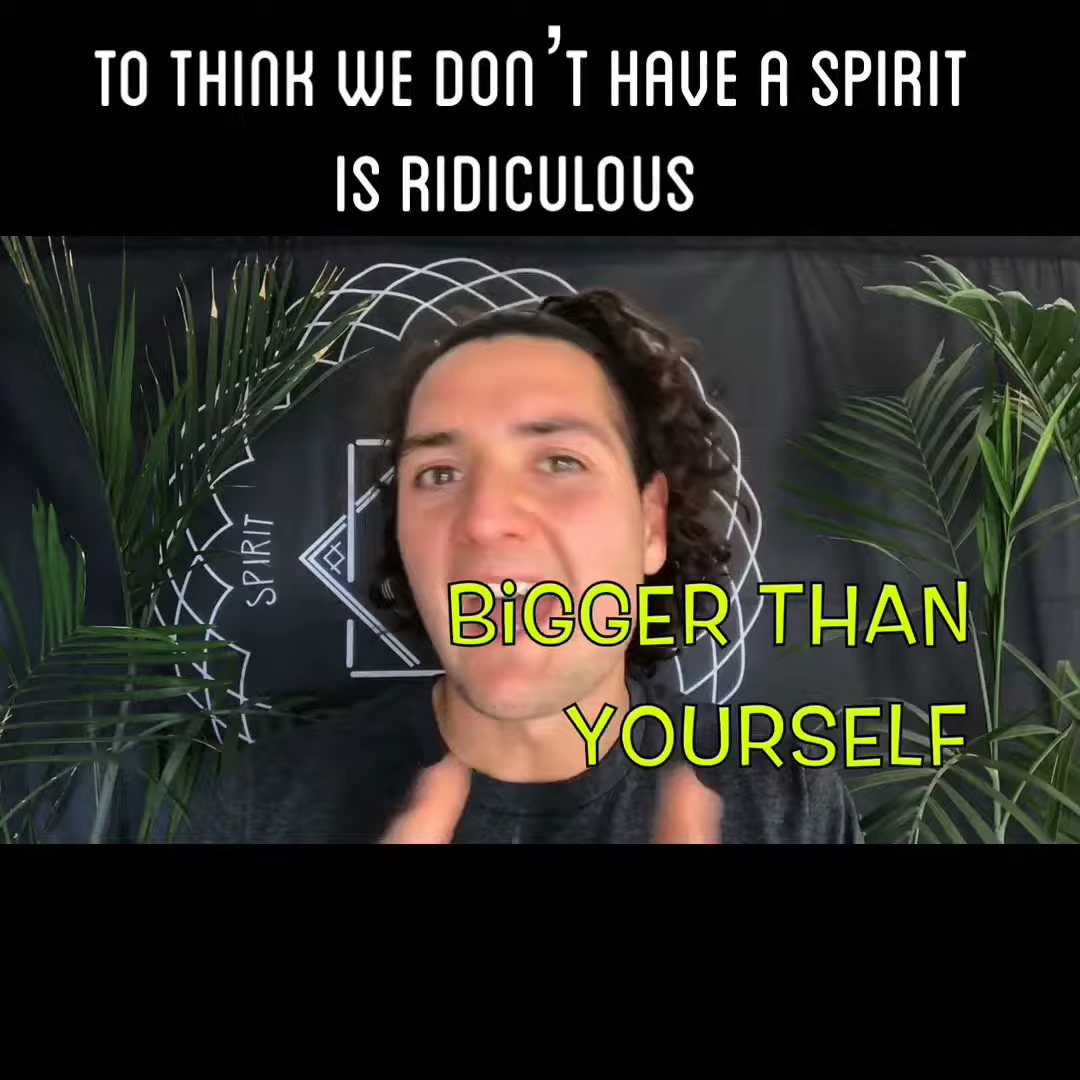 TO THINK WE DON'T HAVE A SPIRIT
IS RIDICULOUS
SPIRIT
BiGGER THAN
YOURSELF